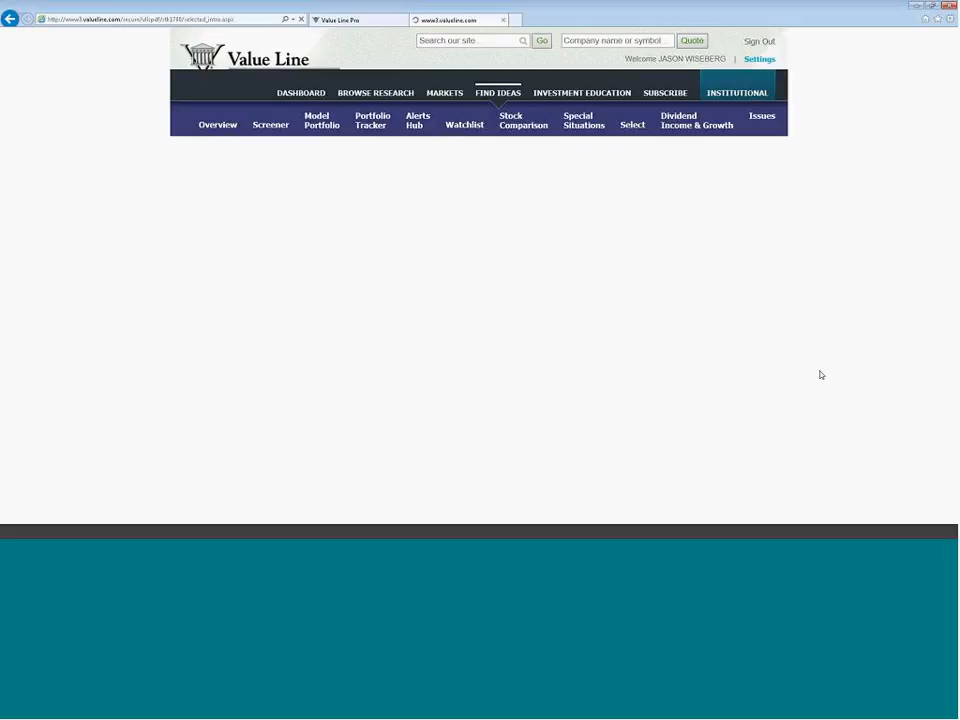 Value Line Pro
www3.valueline.com
Search our site...
Go
Company name or symbol ...
Quote
Sign Out
Value Line
Welcome JASON WISEBERG | Settings
DASHBOARD BROWSE RESEARCH MARKETS FIND IDEAS INVESTMENT EDUCATION SUBSCRIBE INSTITUTIONAL
Overview
Screener
Model
Portfolio
Portfolio
Tracker
Alerts
Hub
Watchlist
Stock
Comparison
Special
Situations
Select
Dividend
Income & Growth
Issues